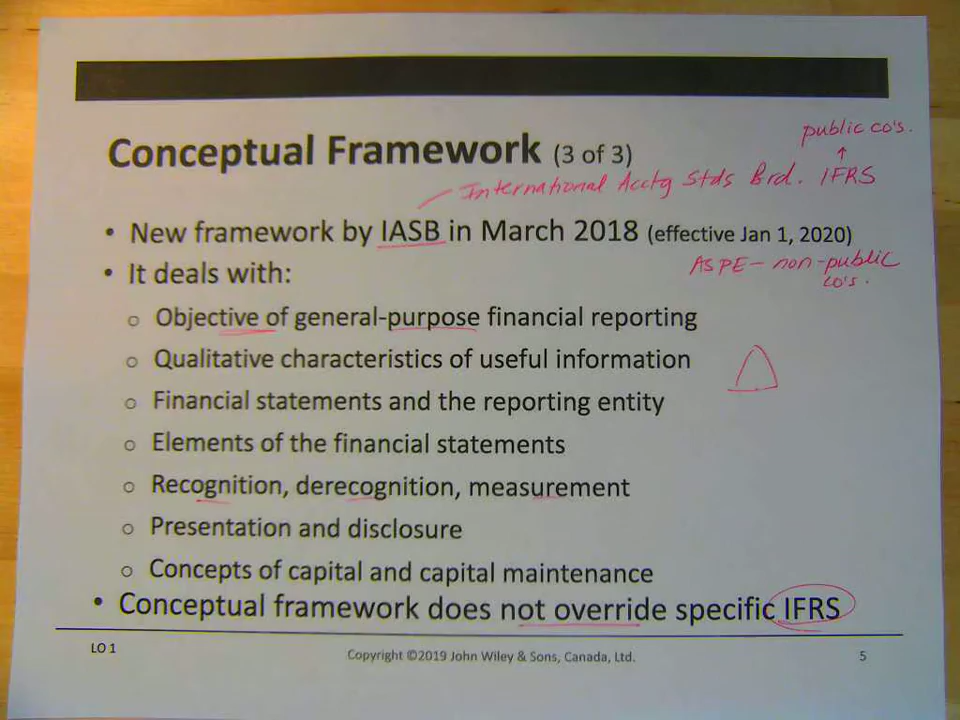 public co's.
↑
Conceptual Framework (3 of 3)
International Acctg Stds Brd. IFRS
• New framework by IASB in March 2018 (effective Jan 1, 2020)
ASPE - non-public
co's.
• It deals with:
○ Objective of general-purpose financial reporting
○ Qualitative characteristics of useful information
○ Financial statements and the reporting entity
○ Elements of the financial statements
○ Recognition, derecognition, measurement
○ Presentation and disclosure
○ Concepts of capital and capital maintenance
• Conceptual framework does not override specific IFRS
LO 1
Copyright ©2019 John Wiley & Sons, Canada, Ltd.
5